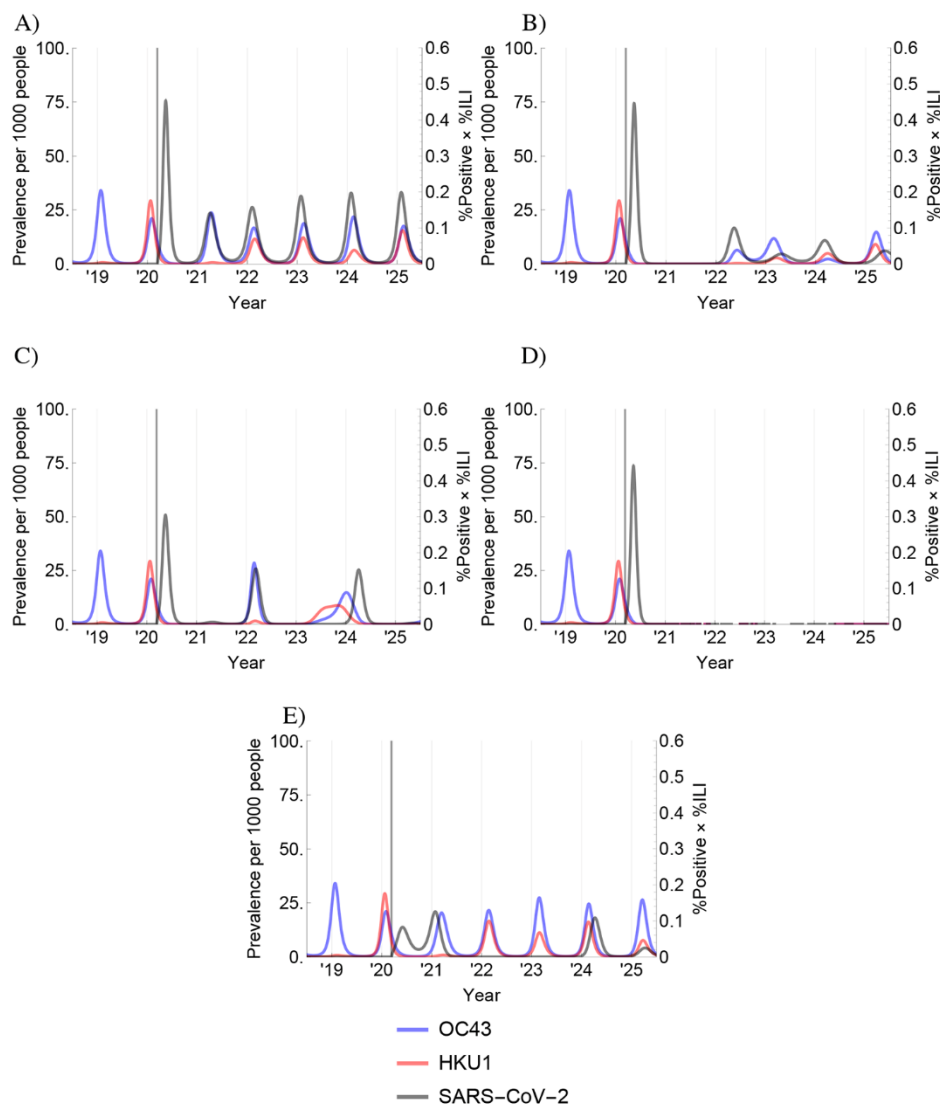 A)
B)
100.
75.
50.
25.
0.
Prevalence per 1000 people
'19 '20 '21 '22 '23 '24 '25
Year
0.6
0.5
0.4
0.3
0.2
0.1
0
%Positive × %ILI
100.
75.
50.
25.
0.
Prevalence per 1000 people
'19 '20 '21 '22 '23 '24 '25
Year
0.6
0.5
0.4
0.3
0.2
0.1
0
%Positive × %ILI
C)
D)
100.
75.
50.
25.
0.
Prevalence per 1000 people
'19 '20 '21 '22 '23 '24 '25
Year
0.6
0.5
0.4
0.3
0.2
0.1
0
%Positive × %ILI
100.
75.
50.
25.
0.
Prevalence per 1000 people
'19 '20 '21 '22 '23 '24 '25
Year
0.6
0.5
0.4
0.3
0.2
0.1
0
%Positive × %ILI
E)
100.
75.
50.
25.
0.
Prevalence per 1000 people
'19 '20 '21 '22 '23 '24 '25
Year
0.6
0.5
0.4
0.3
0.2
0.1
0
%Positive × %ILI
OC43
HKU1
SARS−CoV−2